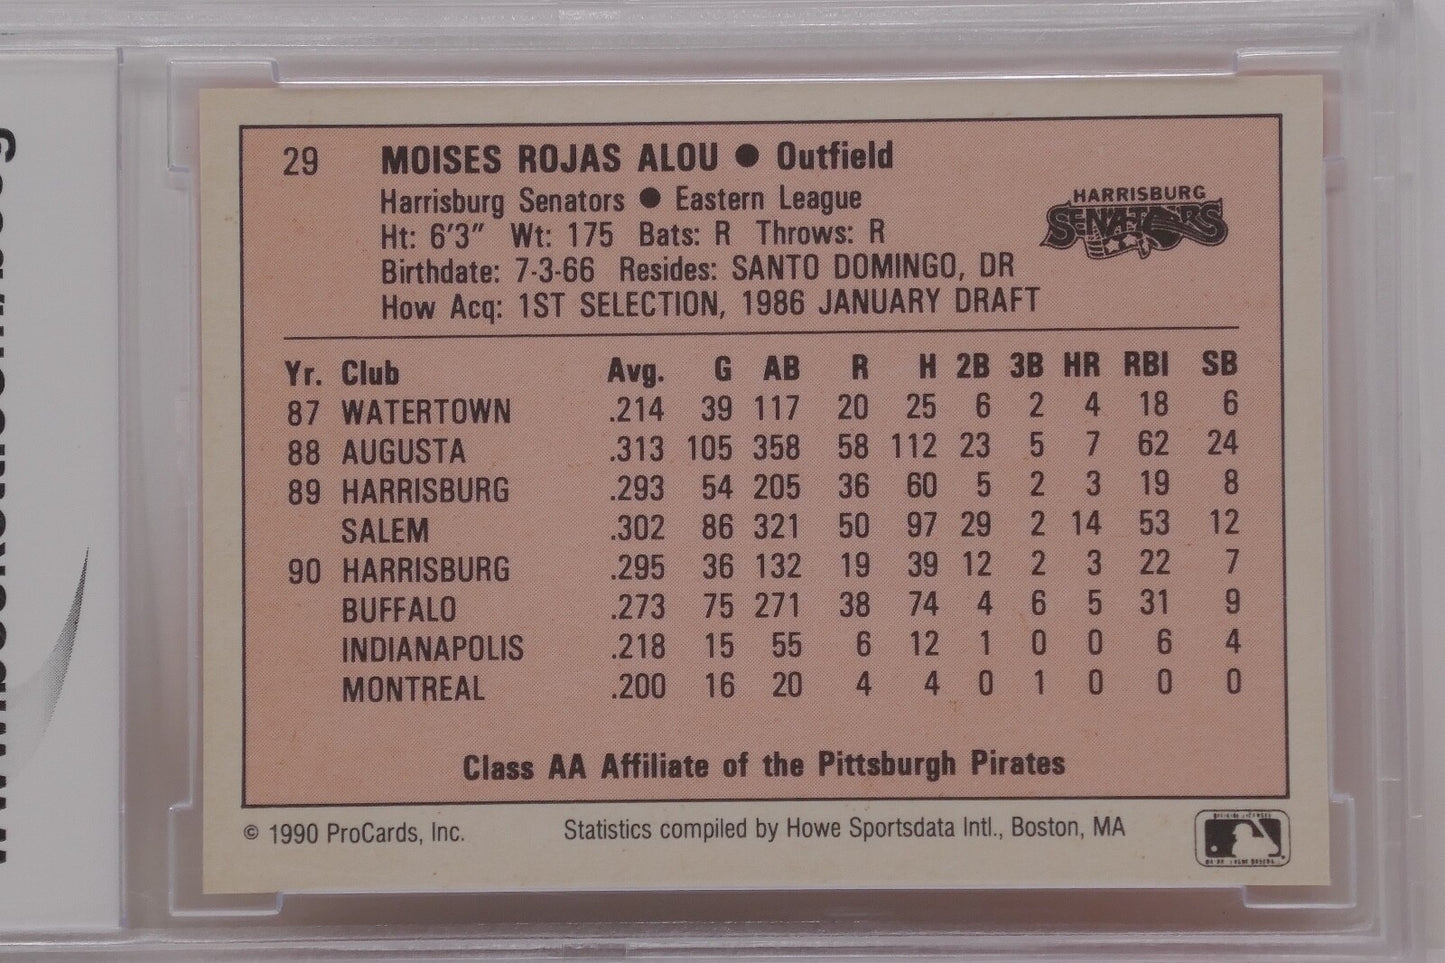 29 MOISES ROJAS ALOU ● Outfield
Harrisburg Senators ● Eastern League
Ht: 6'3" Wt: 175 Bats: R Throws: R
Birthdate: 7-3-66 Resides: SANTO DOMINGO, DR
How Acq: 1ST SELECTION, 1986 JANUARY DRAFT
HARRISBURG
SENATORS
Yr. Club Avg. G AB R H 2B 3B HR RBI SB
87 WATERTOWN .214 39 117 20 25 6 2 4 18 6
88 AUGUSTA .313 105 358 58 112 23 5 7 62 24
89 HARRISBURG .293 54 205 36 60 5 2 3 19 8
SALEM .302 86 321 50 97 29 2 14 53 12
90 HARRISBURG .295 36 132 19 39 12 2 3 22 7
BUFFALO .273 75 271 38 74 4 6 5 31 9
INDIANAPOLIS .218 15 55 6 12 1 0 0 6 4
MONTREAL .200 16 20 4 4 0 1 0 0 0
Class AA Affiliate of the Pittsburgh Pirates
© 1990 ProCards, Inc. Statistics compiled by Howe Sportsdata Intl., Boston, MA